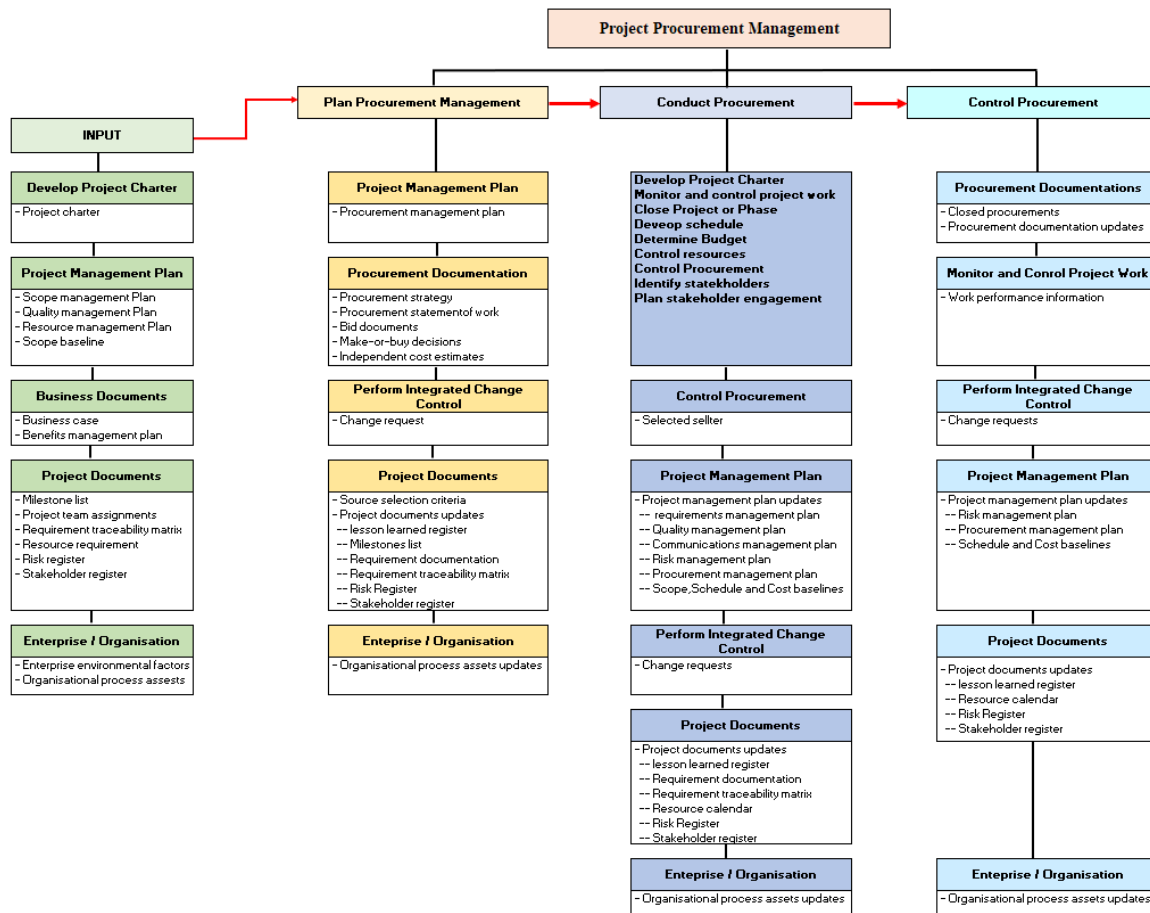 Project Procurement Management
Plan Procurement Management
Conduct Procurement
Control Procurement
INPUT
Develop Project Charter
- Project charter
Project Management Plan
- Scope management Plan
- Quality management Plan
- Resource management Plan
- Scope baseline
Business Documents
- Business case
- Benefits management plan
Project Documents
- Milestone list
- Project team assignments
- Requirement traceability matrix
- Resource requirement
- Risk register
- Stakeholder register
Enterprise / Organisation
- Enterprise environmental factors
- Organisational process assests
Project Management Plan
- Procurement management plan
Procurement Documentation
- Procurement strategy
- Procurement statementof work
- Bid documents
- Make-or-buy decisions
- Independent cost estimates
Perform Integrated Change
Control
- Change request
Project Documents
- Source selection criteria
- Project documents updates
-- lesson learned register
-- Milestones list
-- Requirement documentation
-- Requirement traceability matrix
-- Risk Register
-- Stakeholder register
Enteprise / Organisation
- Organisational process assets updates
Develop Project Charter
Monitor and control project work
Close Project or Phase
Deveop schedule
Determine Budget
Control resources
Control Procurement
Identify statekholders
Plan stakeholder engagement
Control Procurement
- Selected sellter
Project Management Plan
- Project management plan updates
-- requirements management plan
-- Quality management plan
-- Communications management plan
-- Risk management plan
-- Procurement management plan
-- Scope,Schedule and Cost baselines
Perform Integrated Change
Control
- Change requests
Project Documents
- Project documents updates
-- lesson learned register
-- Requirement documentation
-- Requirement traceability matrix
-- Resource calendar
-- Risk Register
-- Stakeholder register
Enteprise / Organisation
- Organisational process assets updates
Procurement Documentations
- Closed procurements
- Procurement documentation updates
Monitor and Conrol Project Work
- Work performance information
Perform Integrated Change
Control
- Change requests
Project Management Plan
- Project management plan updates
-- Risk management plan
-- Procurement management plan
-- Schedule and Cost baselines
Project Documents
- Project documents updates
-- lesson learned register
-- Resource calendar
-- Risk Register
-- Stakeholder register
Enteprise / Organisation
- Organisational process assets updates